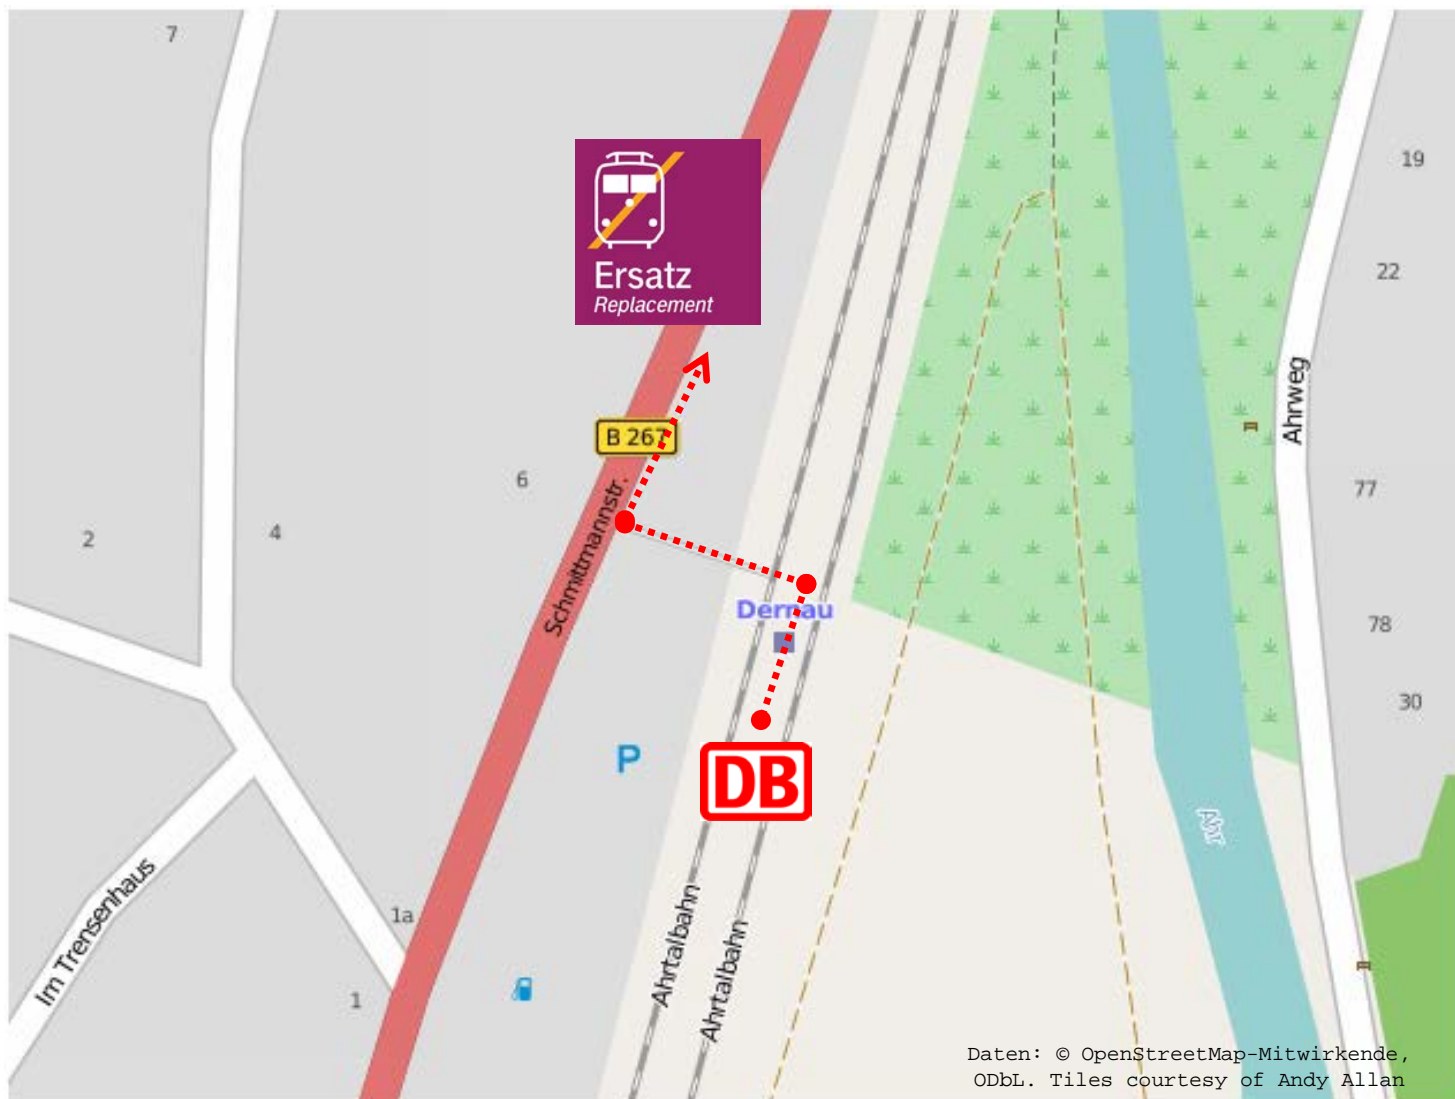 7
19
Ersatz
Replacement
22
B 267
Ahrweg
6
Schmittmannstr.
77
2
4
Dernau
78
30
P
DB
Ahr
Im Trensenhaus
1a
1
Ahrtalbahn
Ahrtalbahn
Daten: © OpenStreetMap-Mitwirkende,
ODbL. Tiles courtesy of Andy Allan